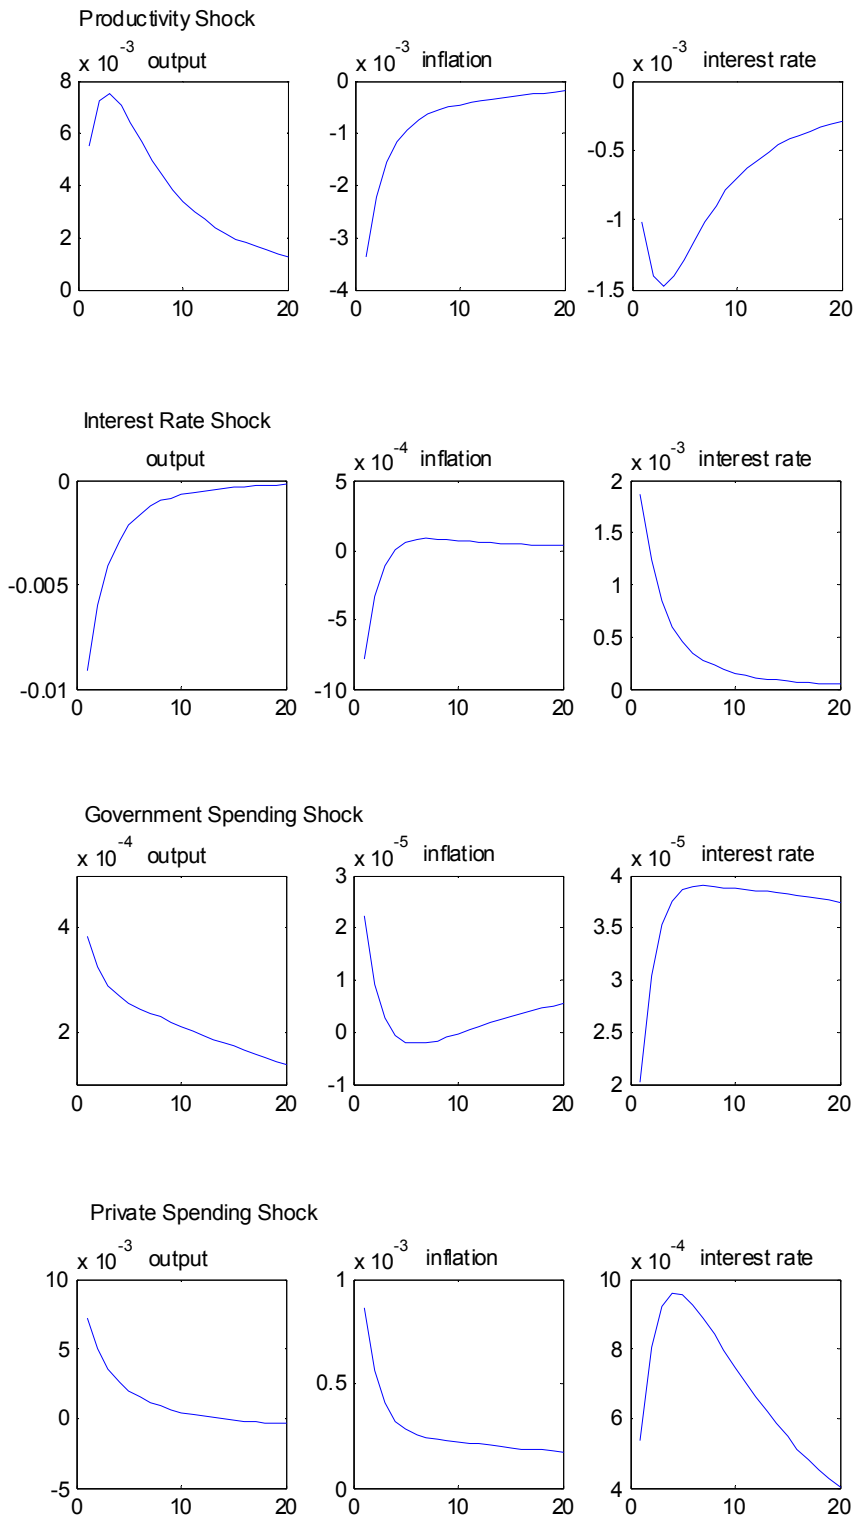 Productivity Shock
x 10^-3 output
x 10^-3 inflation
x 10^-3 interest rate
8
6
4
2
0
0 10 20
0
-1
-2
-3
-4
0 10 20
0
-0.5
-1
-1.5
0 10 20
Interest Rate Shock
output
x 10^-4 inflation
x 10^-3 interest rate
0
-0.005
-0.01
0 10 20
5
0
-5
-10
0 10 20
2
1.5
1
0.5
0
0 10 20
Government Spending Shock
x 10^-4 output
x 10^-5 inflation
x 10^-5 interest rate
4
2
0 10 20
3
2
1
0
-1
0 10 20
4
3.5
3
2.5
2
0 10 20
Private Spending Shock
x 10^-3 output
x 10^-3 inflation
x 10^-4 interest rate
10
5
0
-5
0 10 20
1
0.5
0
0 10 20
10
8
6
4
0 10 20